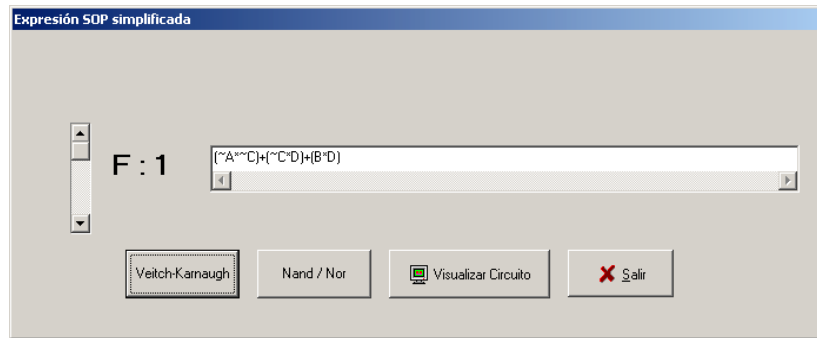 Expresión SOP simplificada
F : 1
(~A*~C)+(~C*D)+(B*D)
Veitch-Karnaugh
Nand / Nor
Visualizar Circuito
Salir